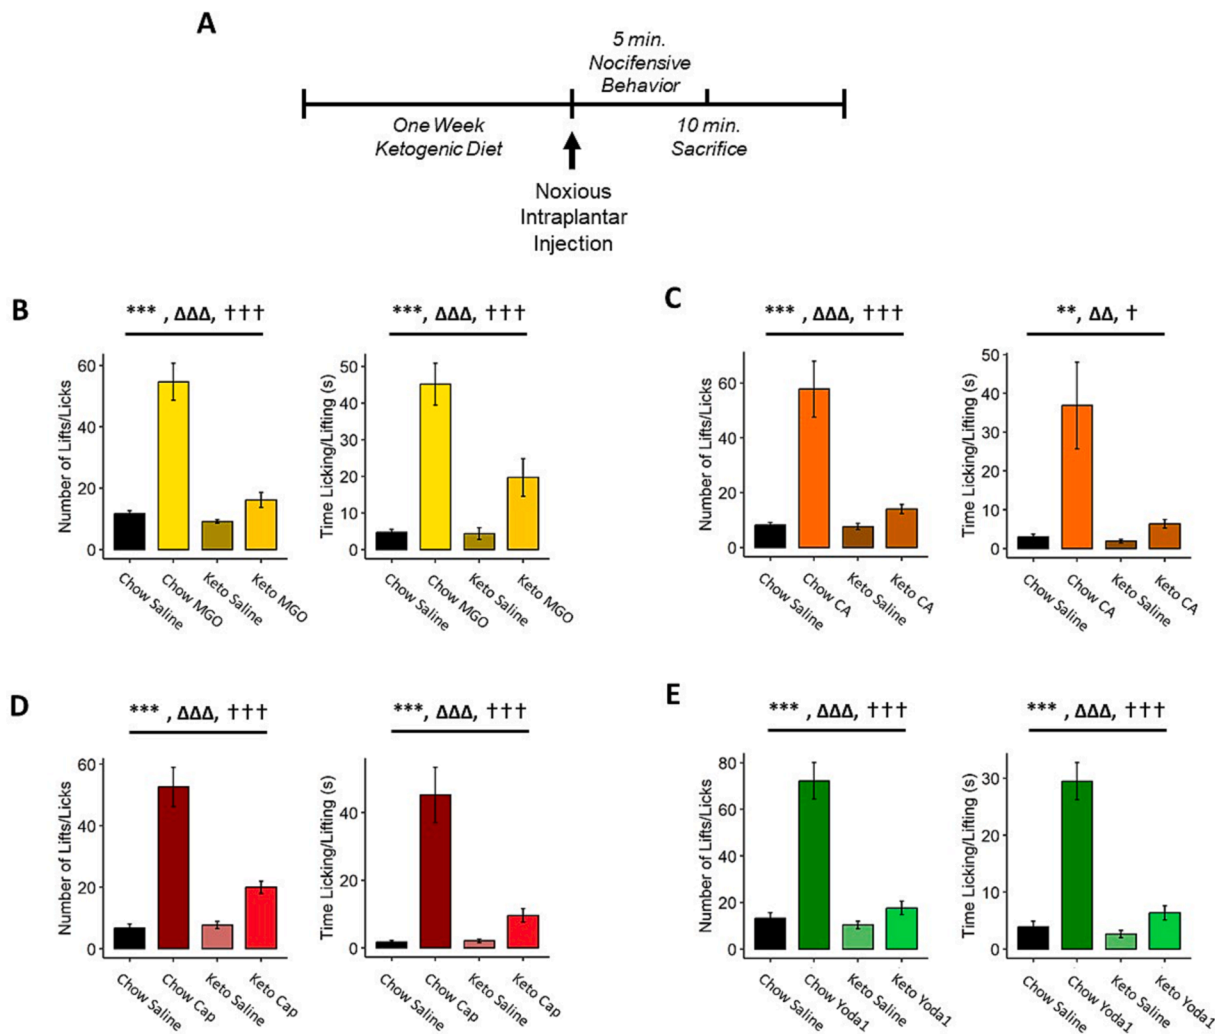 A
5 min.
Nocifensive
Behavior
One Week
Ketogenic Diet
10 min.
Sacrifice
Noxious
Intraplantar
Injection
B
*** , ΔΔΔ, †††
Number of Lifts/Licks
60
40
20
0
Chow Saline
Chow MGO
Keto Saline
Keto MGO
***, ΔΔΔ, †††
Time Licking/Lifting (s)
50
40
30
20
10
0
Chow Saline
Chow MGO
Keto Saline
Keto MGO
C
***, ΔΔΔ, †††
Number of Lifts/Licks
60
40
20
0
Chow Saline
Chow CA
Keto Saline
Keto CA
**, ΔΔ, †
Time Licking/Lifting (s)
50
40
30
20
10
0
Chow Saline
Chow CA
Keto Saline
Keto CA
D
*** , ΔΔΔ, †††
Number of Lifts/Licks
60
40
20
0
Chow Saline
Chow Cap
Keto Saline
Keto Cap
***, ΔΔΔ, †††
Time Licking/Lifting (s)
40
20
0
Chow Saline
Chow Cap
Keto Saline
Keto Cap
E
*** , ΔΔΔ, †††
Number of Lifts/Licks
80
60
40
20
0
Chow Saline
Chow Yoda1
Keto Saline
Keto Yoda1
***, ΔΔΔ, †††
Time Licking/Lifting (s)
30
20
10
0
Chow Saline
Chow Yoda1
Keto Saline
Keto Yoda1